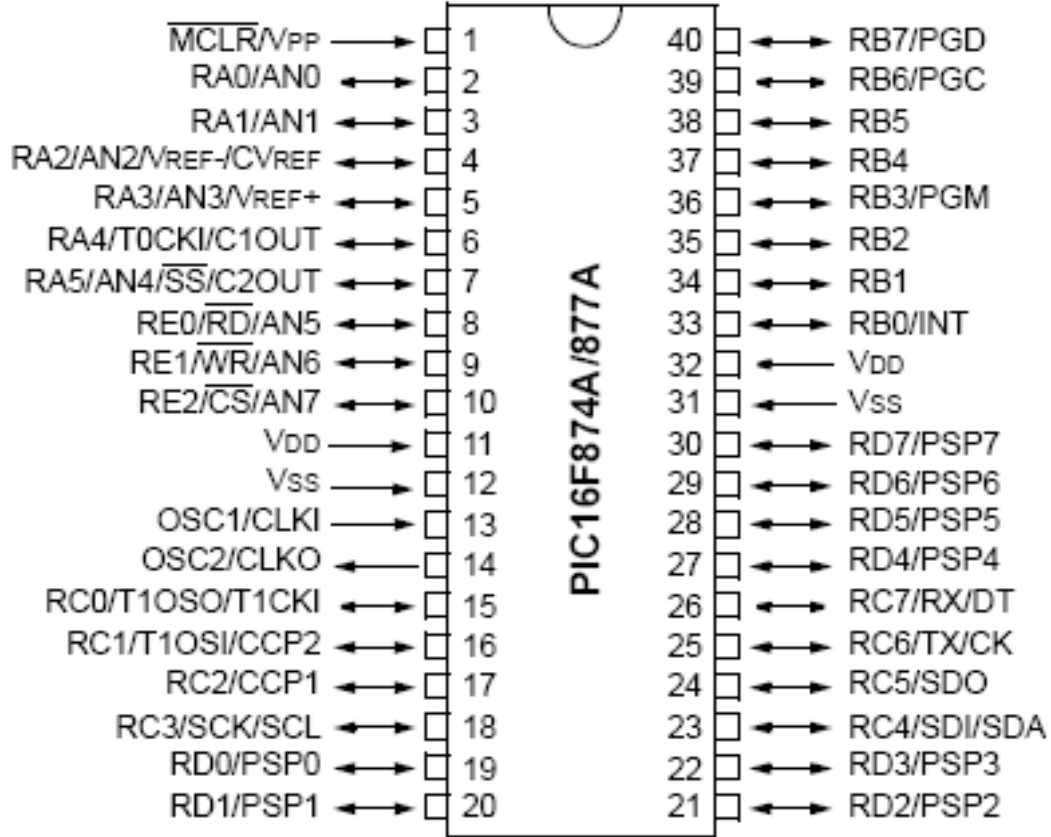 MCLR/VPP 1 40 RB7/PGD
RA0/AN0 2 39 RB6/PGC
RA1/AN1 3 38 RB5
RA2/AN2/VREF-/CVREF 4 37 RB4
RA3/AN3/VREF+ 5 36 RB3/PGM
RA4/T0CKI/C1OUT 6 35 RB2
RA5/AN4/SS/C2OUT 7 34 RB1
RE0/RD/AN5 8 33 RB0/INT
RE1/WR/AN6 9 32 VDD
RE2/CS/AN7 10 31 VSS
VDD 11 30 RD7/PSP7
VSS 12 29 RD6/PSP6
OSC1/CLKI 13 28 RD5/PSP5
OSC2/CLKO 14 27 RD4/PSP4
RC0/T1OSO/T1CKI 15 26 RC7/RX/DT
RC1/T1OSI/CCP2 16 25 RC6/TX/CK
RC2/CCP1 17 24 RC5/SDO
RC3/SCK/SCL 18 23 RC4/SDI/SDA
RD0/PSP0 19 22 RD3/PSP3
RD1/PSP1 20 21 RD2/PSP2
PIC16F874A/877A